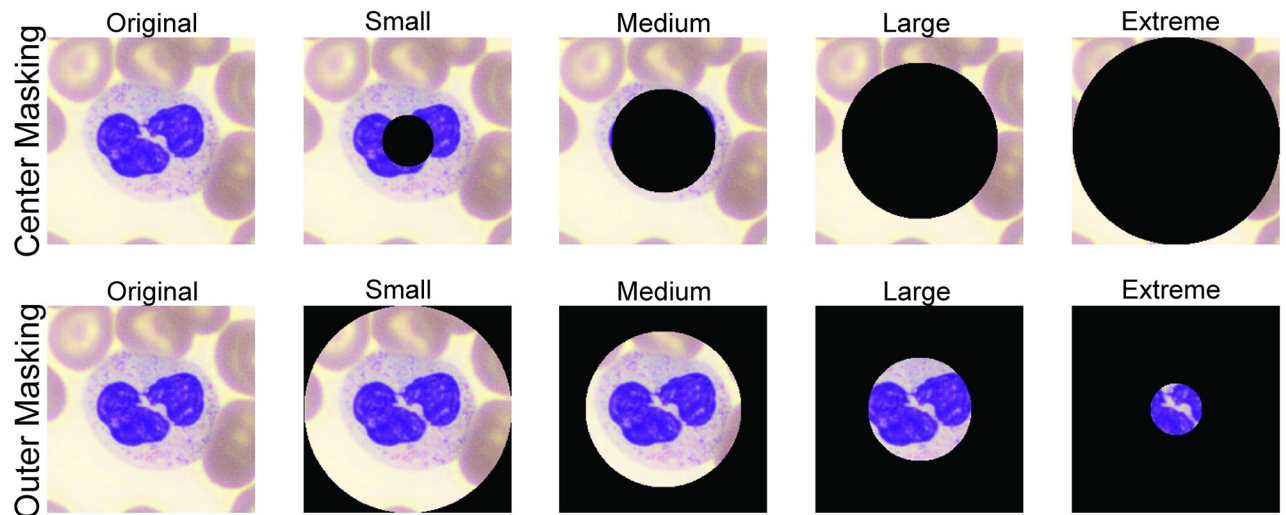 Center Masking
Original Small Medium Large Extreme
Outer Masking
Original Small Medium Large Extreme